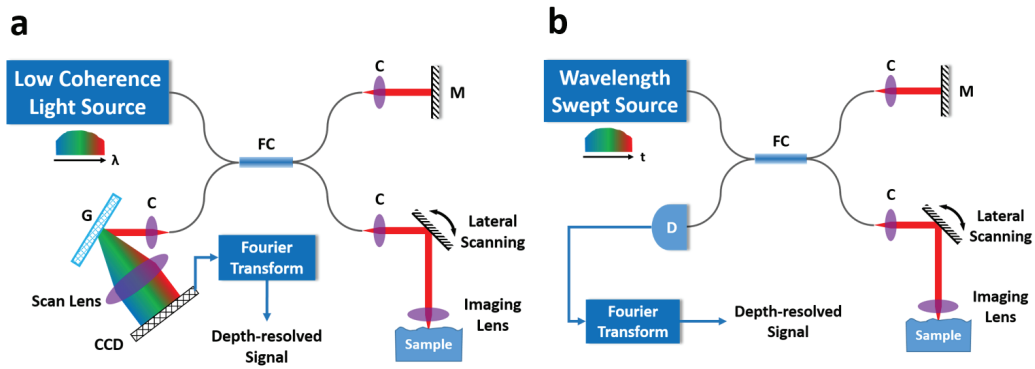 a
Low Coherence
Light Source
λ
FC
C
M
G
C
C
Lateral
Scanning
Scan Lens
CCD
Fourier
Transform
Depth-resolved
Signal
Imaging
Lens
Sample
b
Wavelength
Swept Source
t
FC
C
M
D
C
Lateral
Scanning
Fourier
Transform
Depth-resolved
Signal
Imaging
Lens
Sample